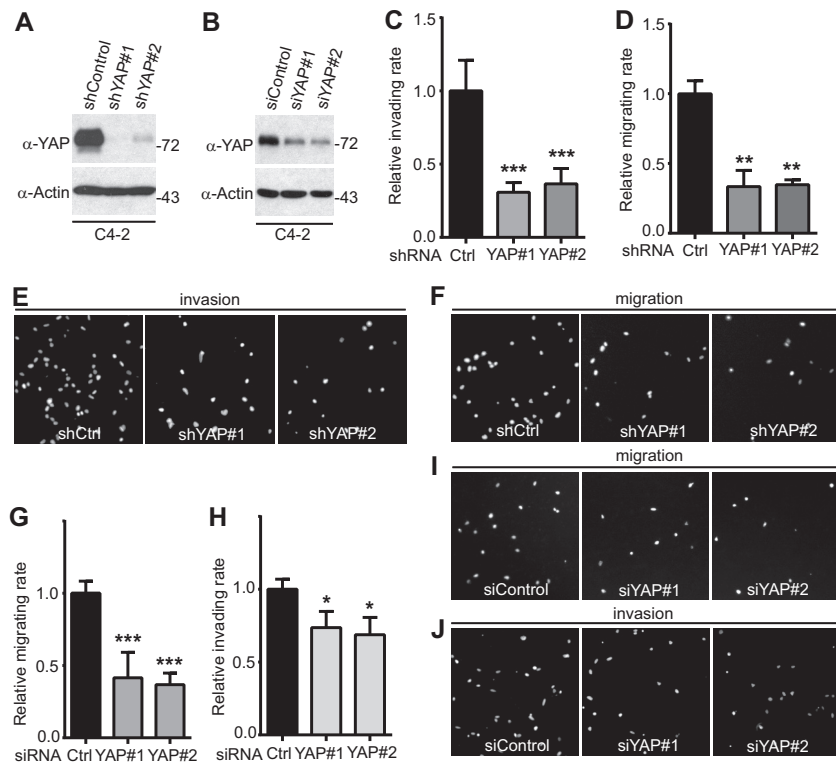 A
shControl
shYAP#1
shYAP#2
α-YAP
-72
α-Actin
-43
C4-2
B
siControl
siYAP#1
siYAP#2
α-YAP
-72
α-Actin
-43
C4-2
C
Relative invading rate
1.5
1.0
0.5
0.0
***
***
shRNA Ctrl YAP#1 YAP#2
D
Relative migrating rate
1.5
1.0
0.5
0.0
**
**
shRNA Ctrl YAP#1 YAP#2
E
invasion
shCtrl
shYAP#1
shYAP#2
F
migration
shCtrl
shYAP#1
shYAP#2
G
Relative migrating rate
1.0
0.5
0.0
***
***
siRNA Ctrl YAP#1 YAP#2
H
Relative invading rate
1.0
0.5
0.0
*
*
siRNA Ctrl YAP#1 YAP#2
I
migration
siControl
siYAP#1
siYAP#2
J
invasion
siControl
siYAP#1
siYAP#2